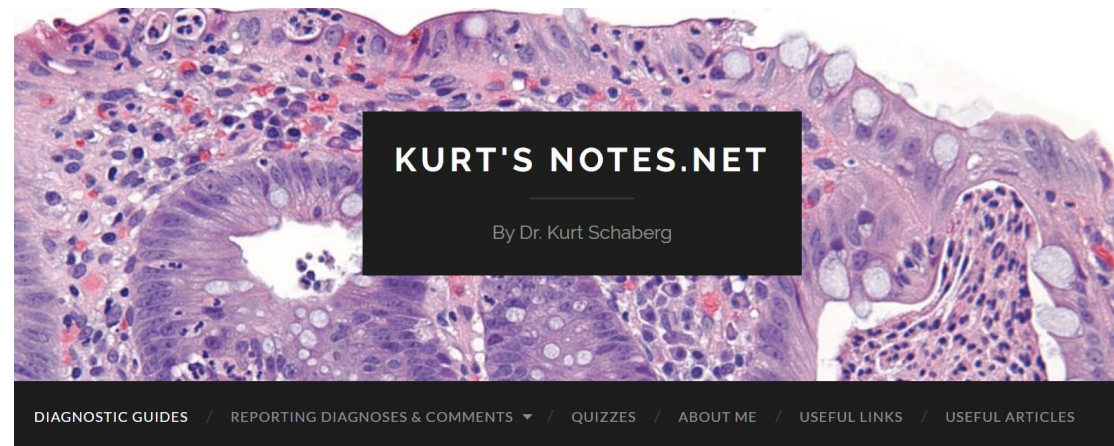 KURT'S NOTES.NET
By Dr. Kurt Schaberg
DIAGNOSTIC GUIDES / REPORTING DIAGNOSES & COMMENTS / QUIZZES / ABOUT ME / USEFUL LINKS / USEFUL ARTICLES